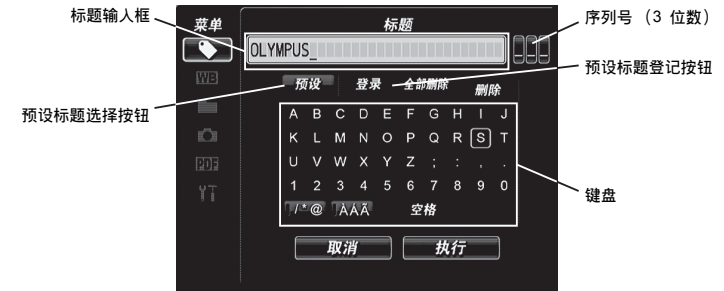 标题输入框
序列号（3 位数）
预设标题登记按钮
预设标题选择按钮
键盘
菜单
标题
OLYMPUS_
WB
PDF
预设 登录 全部删除 删除
A B C D E F G H I J
K L M N O P Q R S T
U V W X Y Z ; : , .
1 2 3 4 5 6 7 8 9 0
/*@ ÀÁÃ 空格
取消 执行